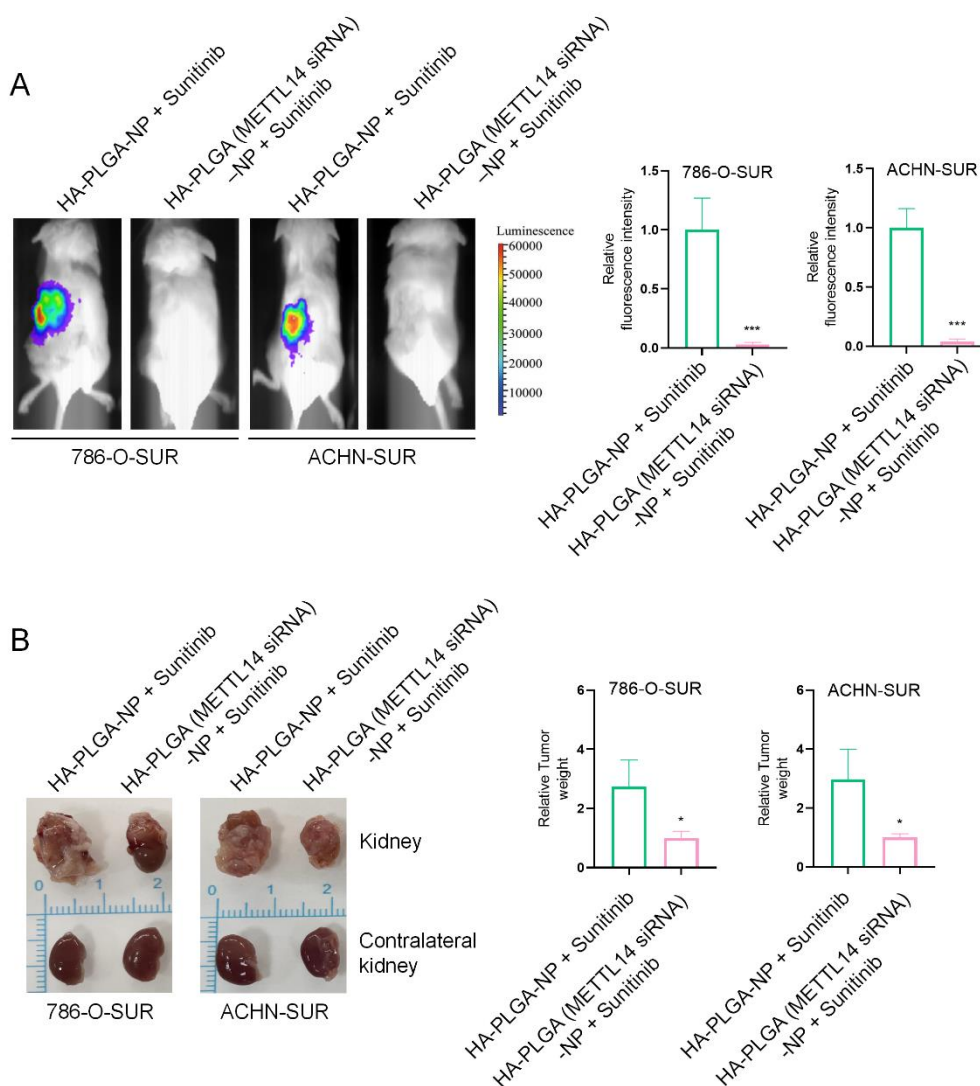 A
HA-PLGA-NP + Sunitinib
HA-PLGA (METTL14 siRNA)
-NP + Sunitinib
HA-PLGA-NP + Sunitinib
HA-PLGA (METTL14 siRNA)
-NP + Sunitinib
Luminescence
60000
50000
40000
30000
20000
10000
786-O-SUR
ACHN-SUR
786-O-SUR
Relative
fluorescence intensity
1.5
1.0
0.5
0.0
***
HA-PLGA-NP + Sunitinib
HA-PLGA (METTL14 siRNA)
-NP + Sunitinib
ACHN-SUR
Relative
fluorescence intensity
1.5
1.0
0.5
0.0
***
HA-PLGA-NP + Sunitinib
HA-PLGA (METTL14 siRNA)
-NP + Sunitinib
B
HA-PLGA-NP + Sunitinib
HA-PLGA (METTL14 siRNA)
-NP + Sunitinib
HA-PLGA-NP + Sunitinib
HA-PLGA (METTL14 siRNA)
-NP + Sunitinib
Kidney
0 1 2
0 1 2
Contralateral
kidney
786-O-SUR
ACHN-SUR
786-O-SUR
Relative Tumor
weight
6
4
2
0
*
HA-PLGA-NP + Sunitinib
HA-PLGA (METTL14 siRNA)
-NP + Sunitinib
ACHN-SUR
Relative Tumor
weight
6
4
2
0
*
HA-PLGA-NP + Sunitinib
HA-PLGA (METTL14 siRNA)
-NP + Sunitinib